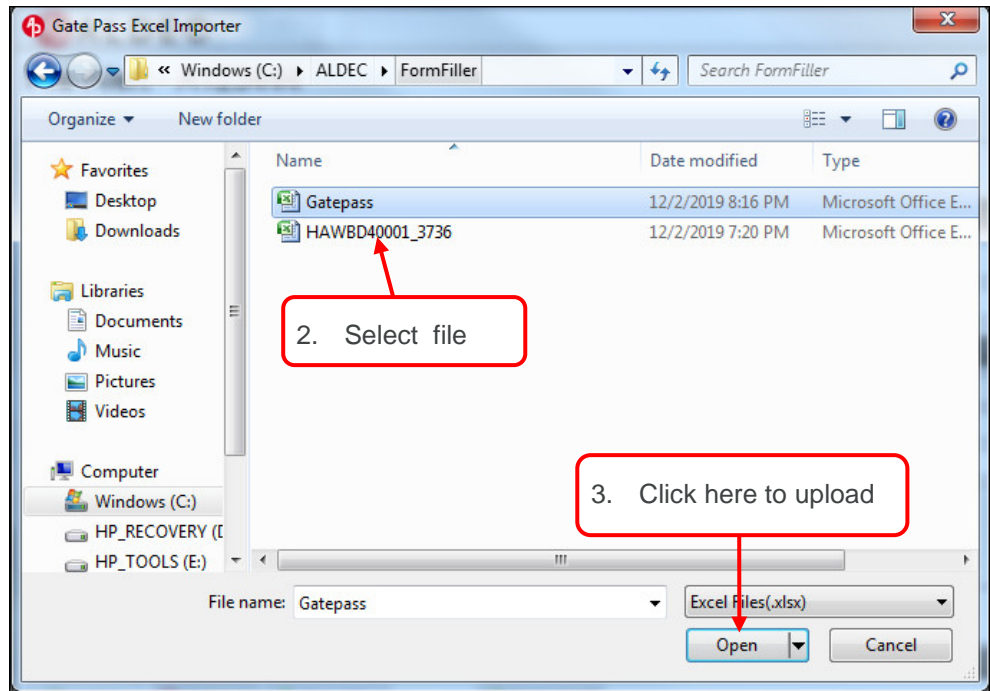 Gate Pass Excel Importer
« Windows (C:) ▸ ALDEC ▸ FormFiller
Search FormFiller
Organize
New folder
Name
Date modified
Type
Favorites
Desktop
Downloads
Gatepass
12/2/2019 8:16 PM
Microsoft Office E...
HAWBD40001_3736
12/2/2019 7:20 PM
Microsoft Office E...
Libraries
Documents
Music
Pictures
Videos
2. Select file
Computer
Windows (C:)
HP_RECOVERY (D
HP_TOOLS (E:)
3. Click here to upload
File name:
Gatepass
Excel Files(.xlsx)
Open
Cancel